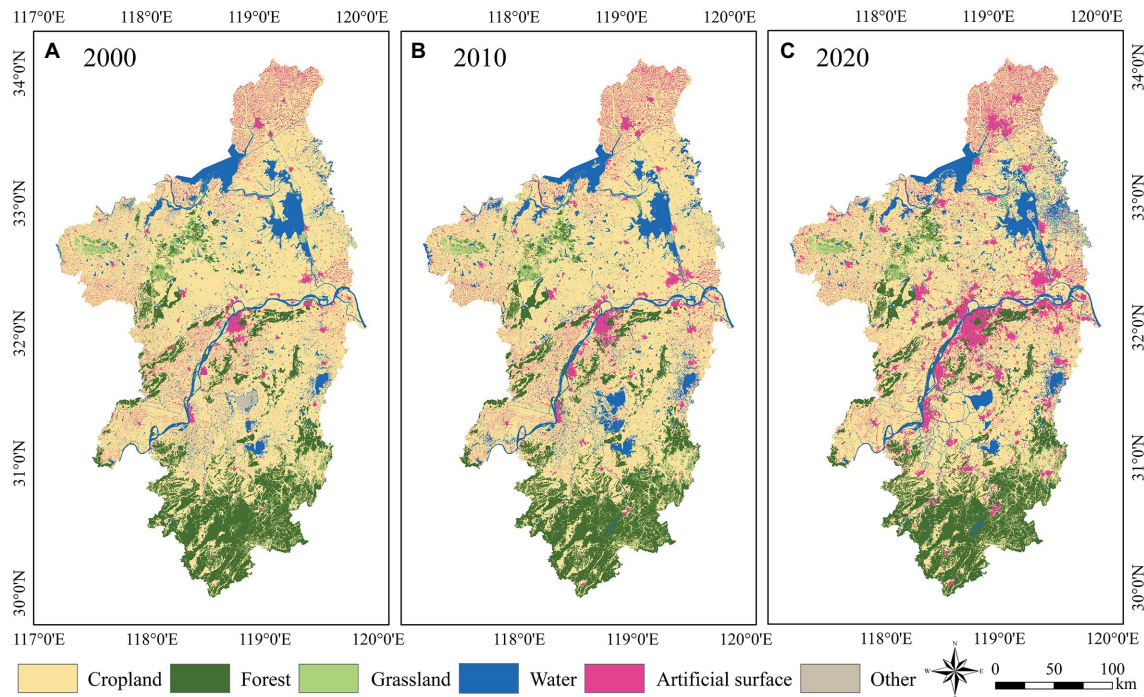 117°0′E 118°0′E 119°0′E 120°0′E 118°0′E 119°0′E 120°0′E 118°0′E 119°0′E 120°0′E
A 2000
B 2010
C 2020
34°0′N
33°0′N
32°0′N
31°0′N
30°0′N
34°0′N
33°0′N
32°0′N
31°0′N
30°0′N
117°0′E 118°0′E 119°0′E 120°0′E 118°0′E 119°0′E 120°0′E 118°0′E 119°0′E 120°0′E
Cropland Forest Grassland Water Artificial surface Other
N
W E
S
0 50 100
km